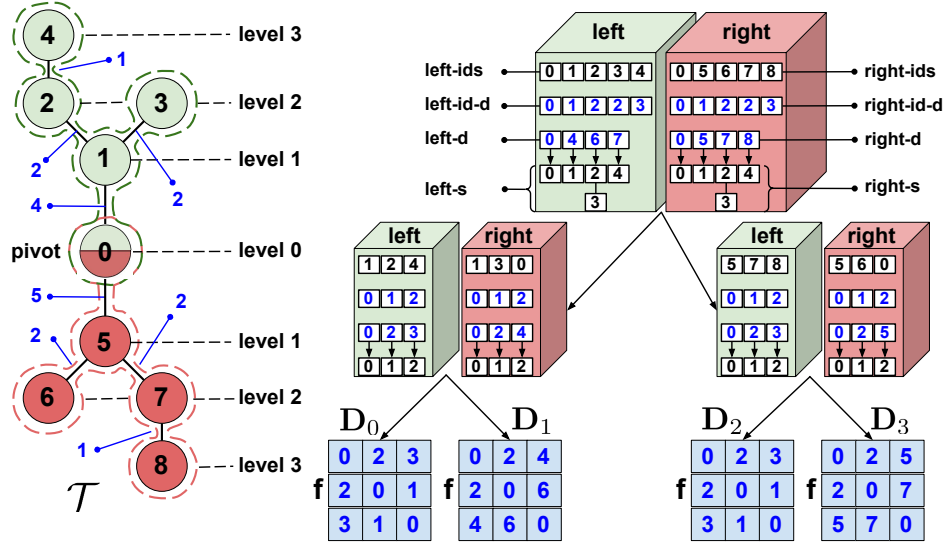 4
level 3
1
2
3
level 2
2
1
level 1
2
4
pivot
0
level 0
5
2
2
5
level 1
6
7
level 2
1
8
level 3
𝒯
left
right
left-ids
0 1 2 3 4
0 5 6 7 8
right-ids
left-id-d
0 1 2 2 3
0 1 2 2 3
right-id-d
left-d
0 4 6 7
0 5 7 8
right-d
left-s
0 1 2 4
0 1 2 4
right-s
3
3
left
right
1 2 4
1 3 0
0 1 2
0 1 2
0 2 3
0 2 4
0 1 2
0 1 2
left
right
5 7 8
5 6 0
0 1 2
0 1 2
0 2 3
0 2 5
0 1 2
0 1 2
D0
0 2 3
f 2 0 1
3 1 0
D1
0 2 4
2 0 6
4 6 0
D2
0 2 3
f 2 0 1
3 1 0
D3
0 2 5
f 2 0 7
5 7 0